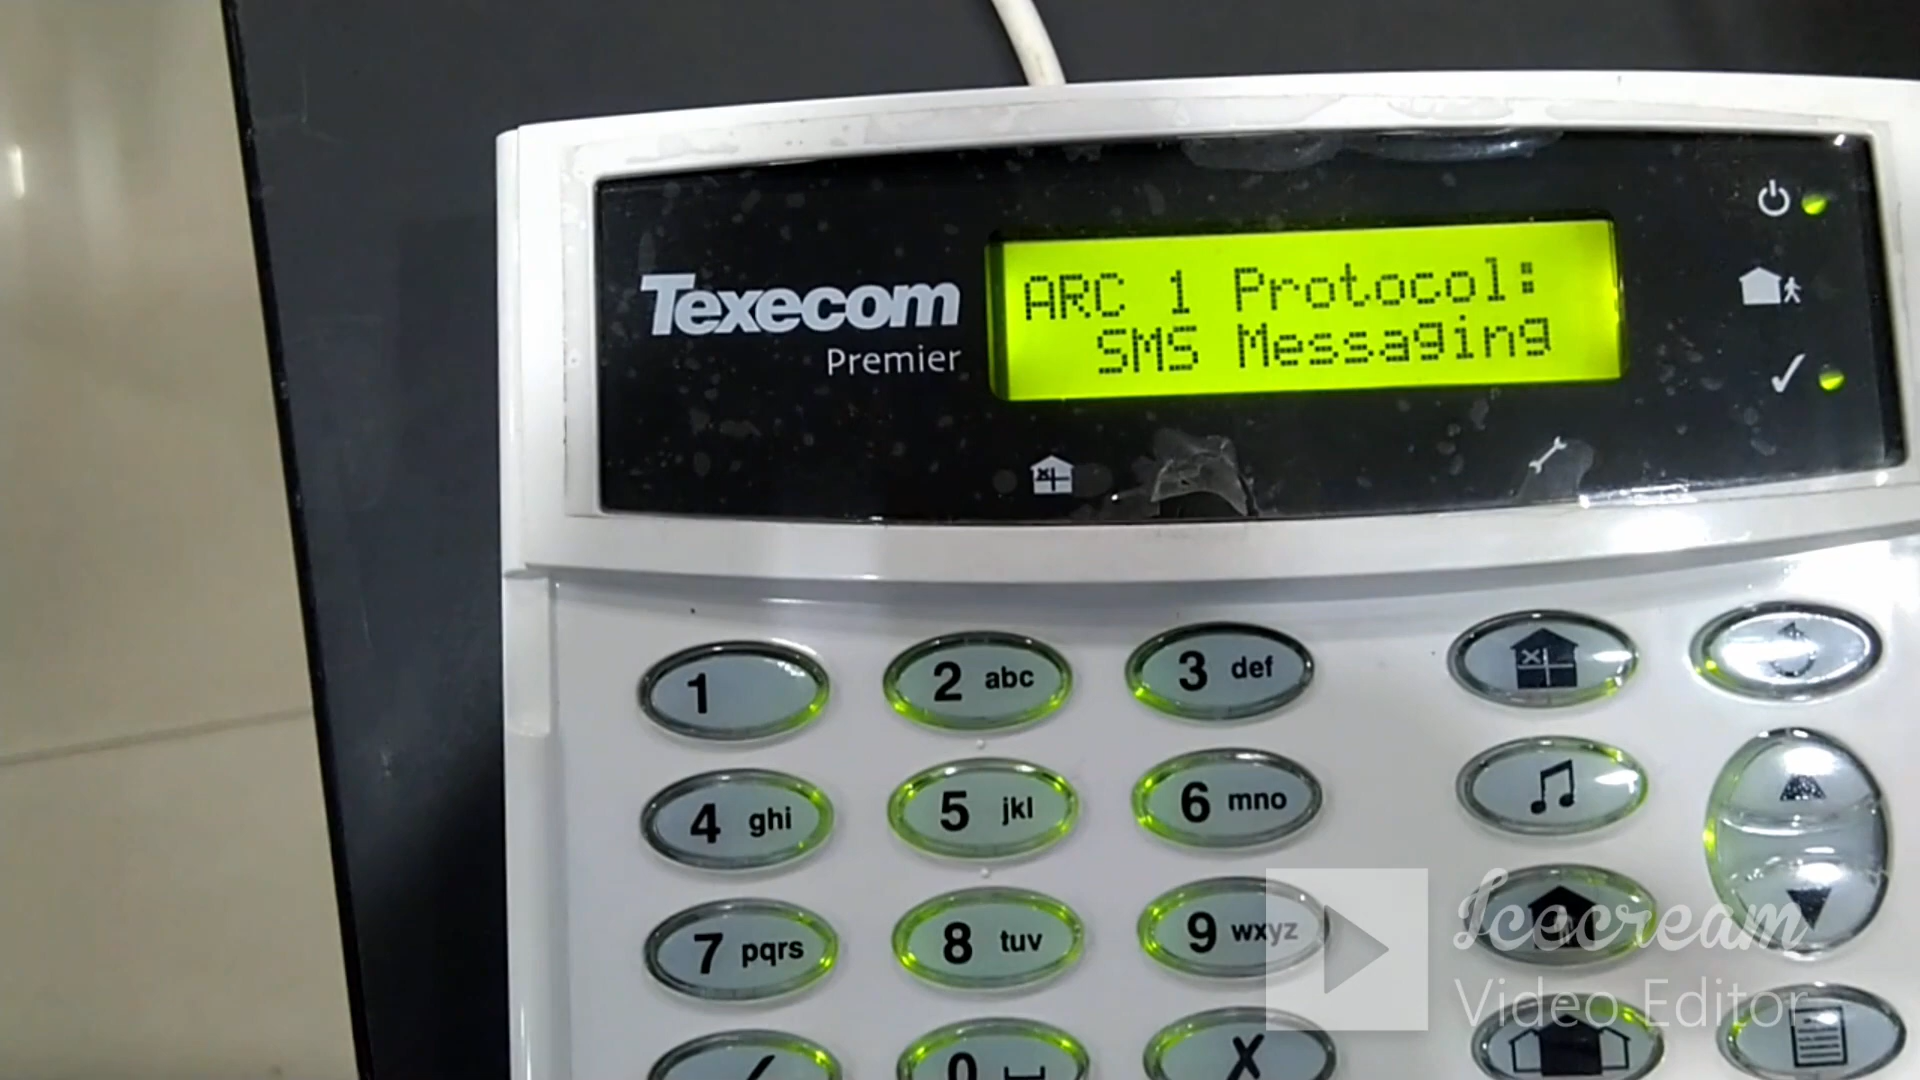 Texecom
Premier
ARC 1 Protocol:
SMS Messaging
1
2 abc
3 def
4 ghi
5 jkl
6 mno
7 pqrs
8 tuv
9 wxyz
0
X
Icecream
Video Editor